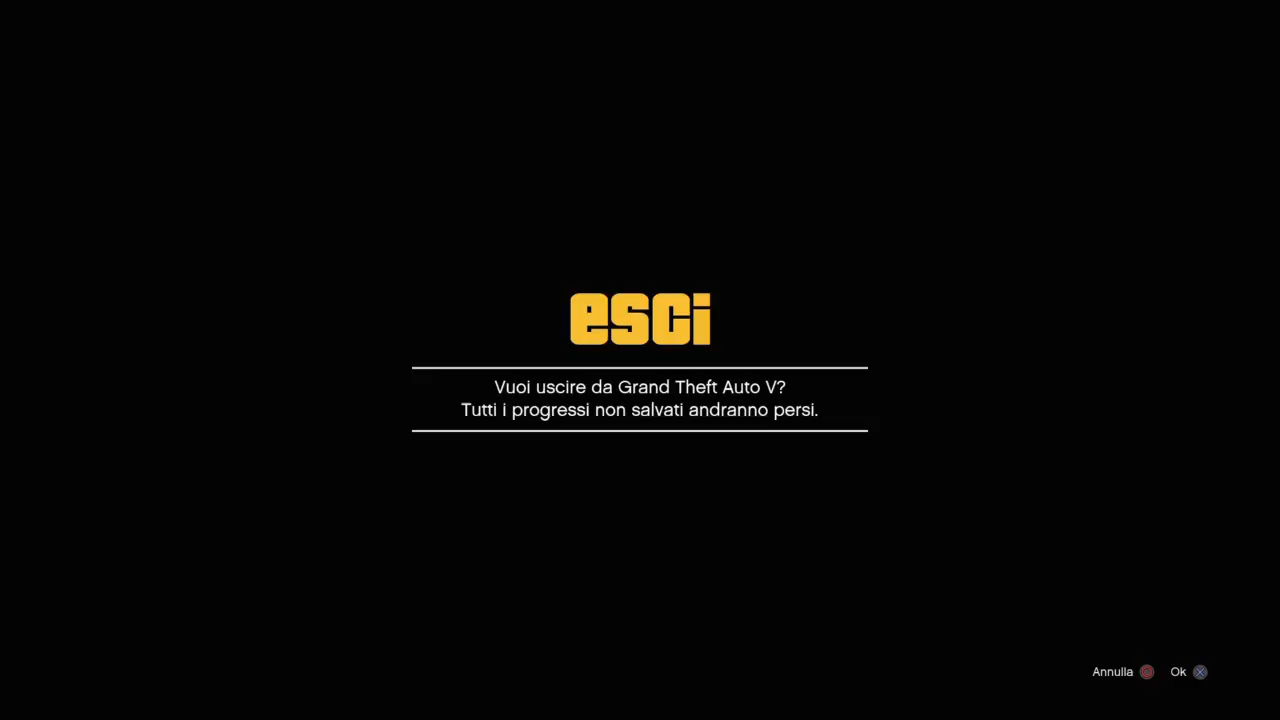 esci
Vuoi uscire da Grand Theft Auto V?
Tutti i progressi non salvati andranno persi.
Annulla Ok